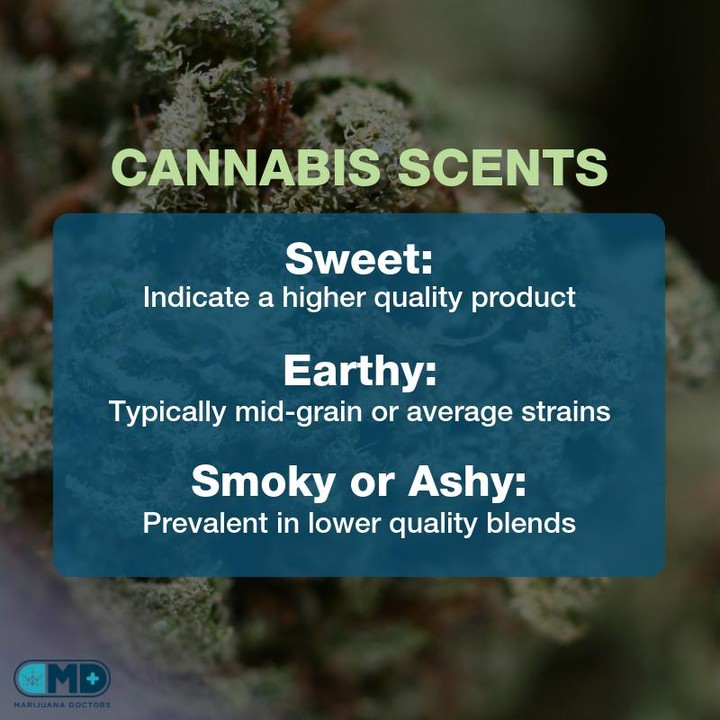 CANNABIS SCENTS
Sweet:
Indicate a higher quality product
Earthy:
Typically mid-grain or average strains
Smoky or Ashy:
Prevalent in lower quality blends
MD
MARIJUANA DOCTORS